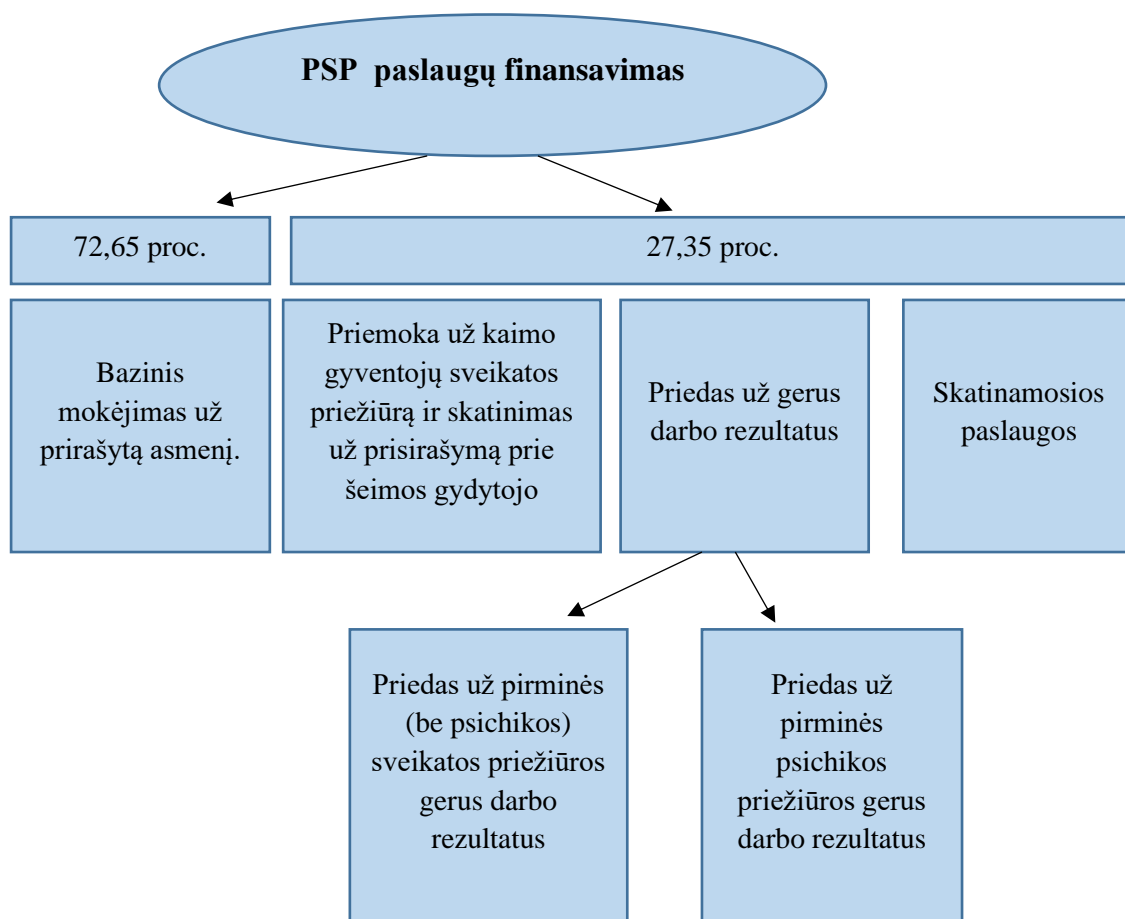 PSP paslaugų finansavimas
72,65 proc.
27,35 proc.
Bazinis
mokėjimas už
prirašytą asmenį.
Priemoka už kaimo
gyventojų sveikatos
priežiūrą ir skatinimas
už prisirašymą prie
šeimos gydytojo
Priedas už gerus
darbo rezultatus
Skatinamosios
paslaugos
Priedas už pirminės
(be psichikos)
sveikatos priežiūros
gerus darbo
rezultatus
Priedas už
pirminės
psichikos
priežiūros gerus
darbo rezultatus